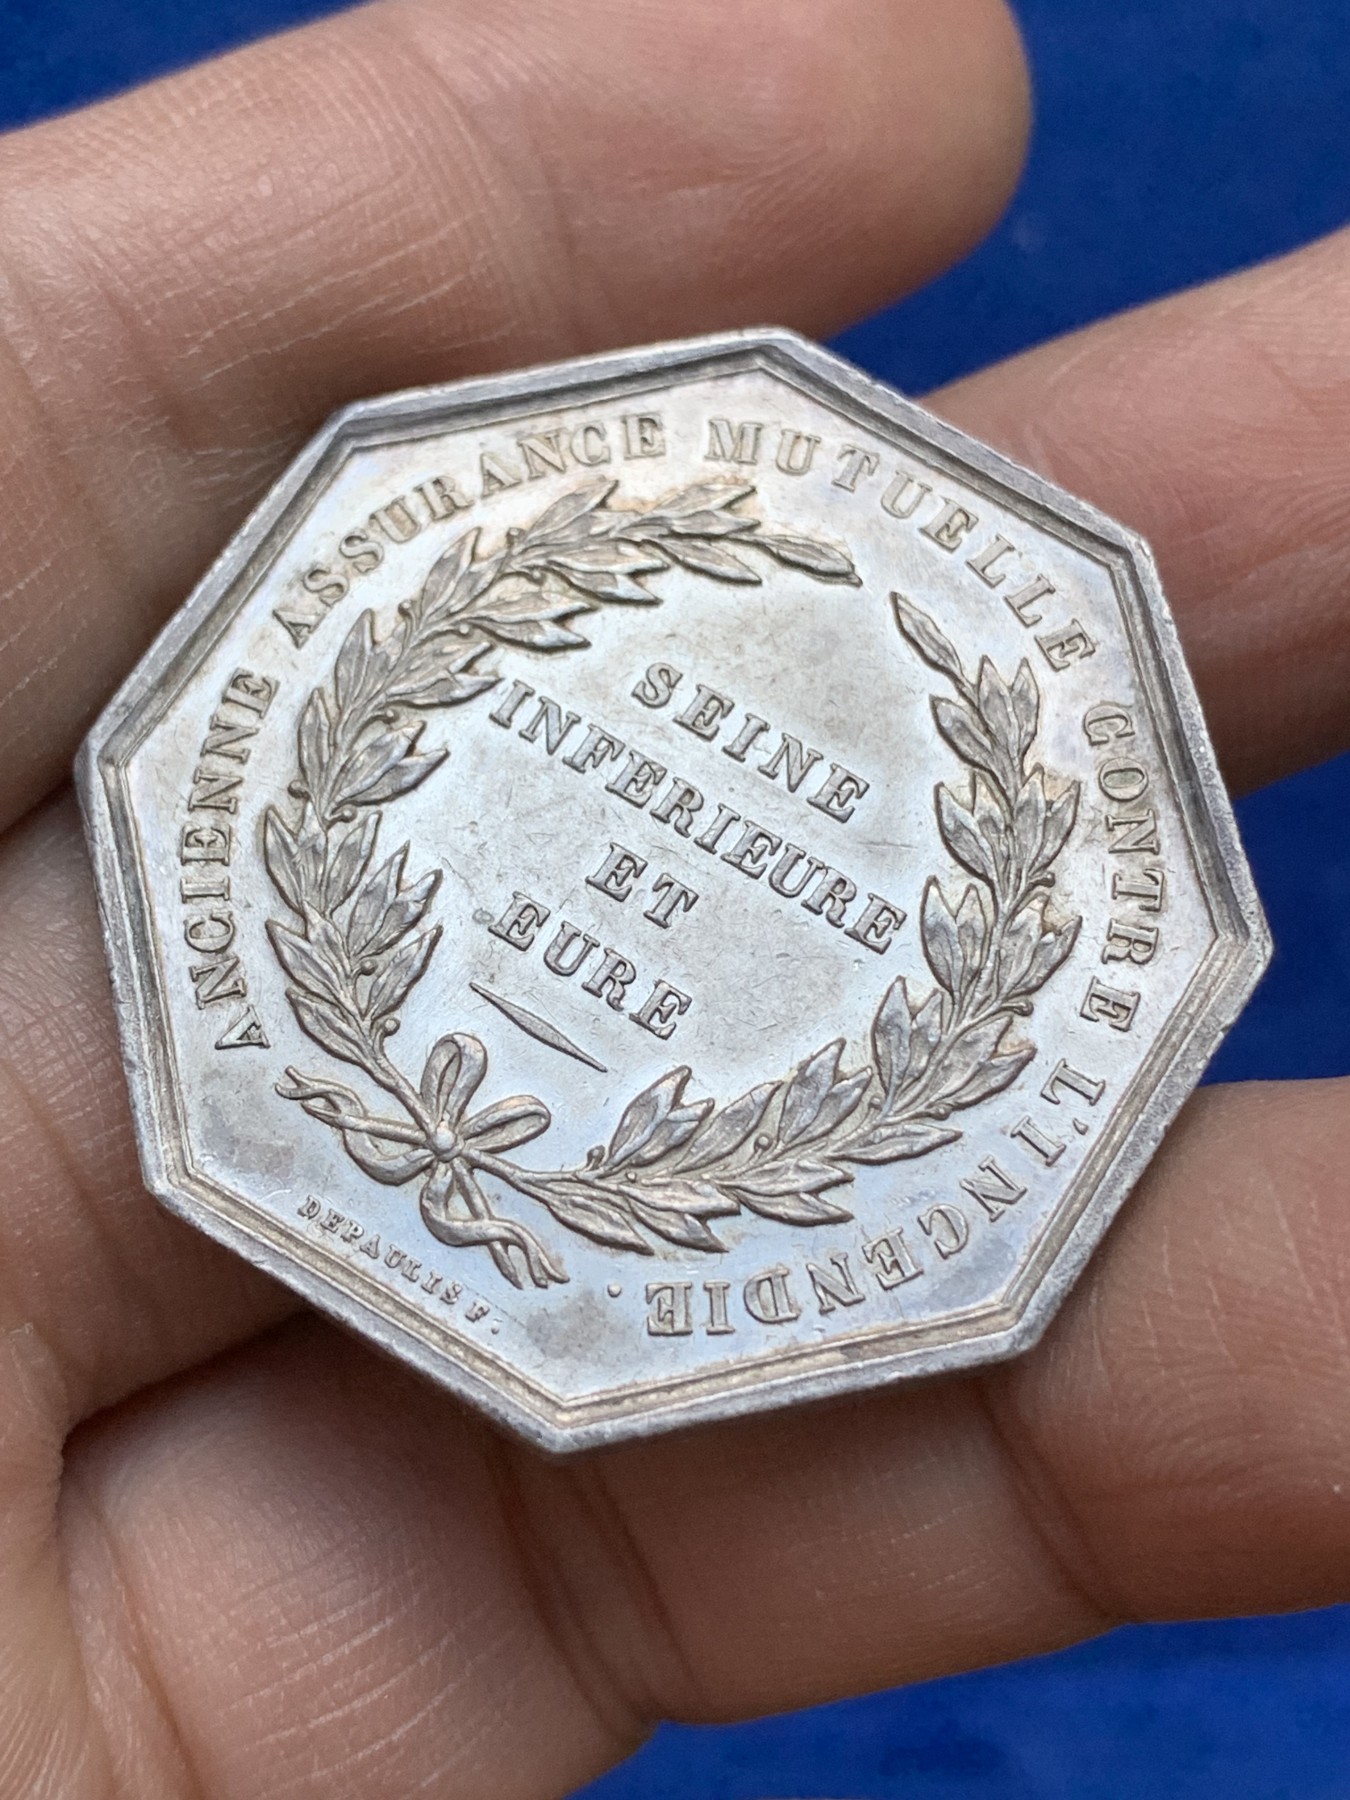 ANCIENNE ASSURANCE MUTUELLE CONTRE L'INCENDIE.
SEINE
INFERIEURE
ET
EURE
DEPAULIS F.